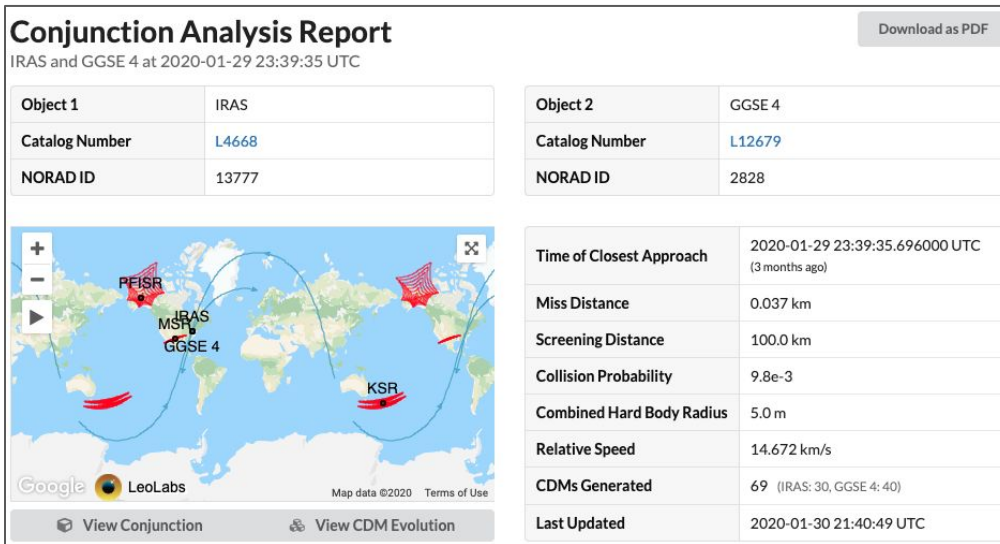 Conjunction Analysis Report
Download as PDF
IRAS and GGSE 4 at 2020-01-29 23:39:35 UTC
Object 1 IRAS
Catalog Number L4668
NORAD ID 13777
Object 2 GGSE 4
Catalog Number L12679
NORAD ID 2828
+
−
PFISR
IRAS
MSR
GGSE 4
KSR
Google LeoLabs Map data ©2020 Terms of Use
View Conjunction View CDM Evolution
Time of Closest Approach 2020-01-29 23:39:35.696000 UTC
(3 months ago)
Miss Distance 0.037 km
Screening Distance 100.0 km
Collision Probability 9.8e-3
Combined Hard Body Radius 5.0 m
Relative Speed 14.672 km/s
CDMs Generated 69 (IRAS: 30, GGSE 4: 40)
Last Updated 2020-01-30 21:40:49 UTC